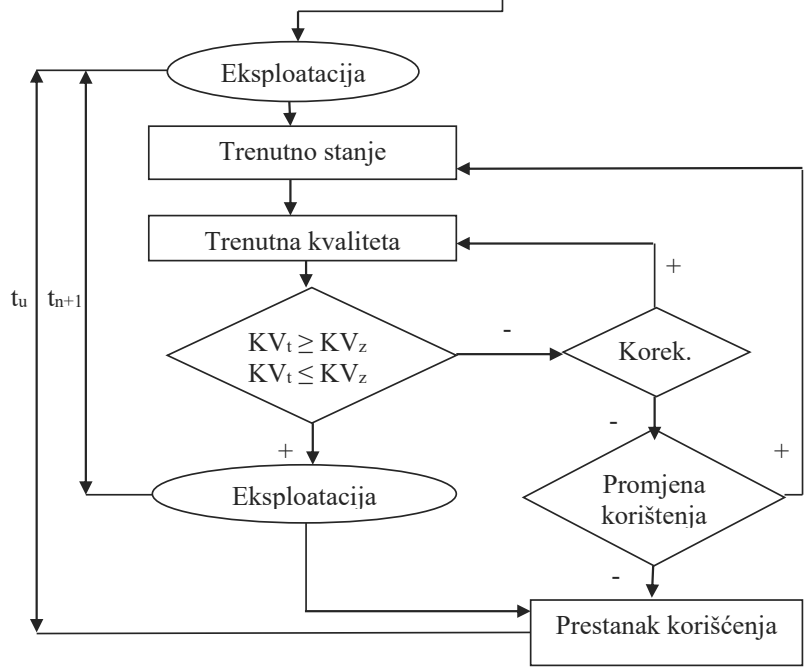 Eksploatacija
Trenutno stanje
Trenutna kvaliteta
+
tu
tn+1
KVt ≥ KVz
KVt ≤ KVz
-
Korek.
-
+
+
Eksploatacija
Promjena
korištenja
-
Prestanak korišćenja